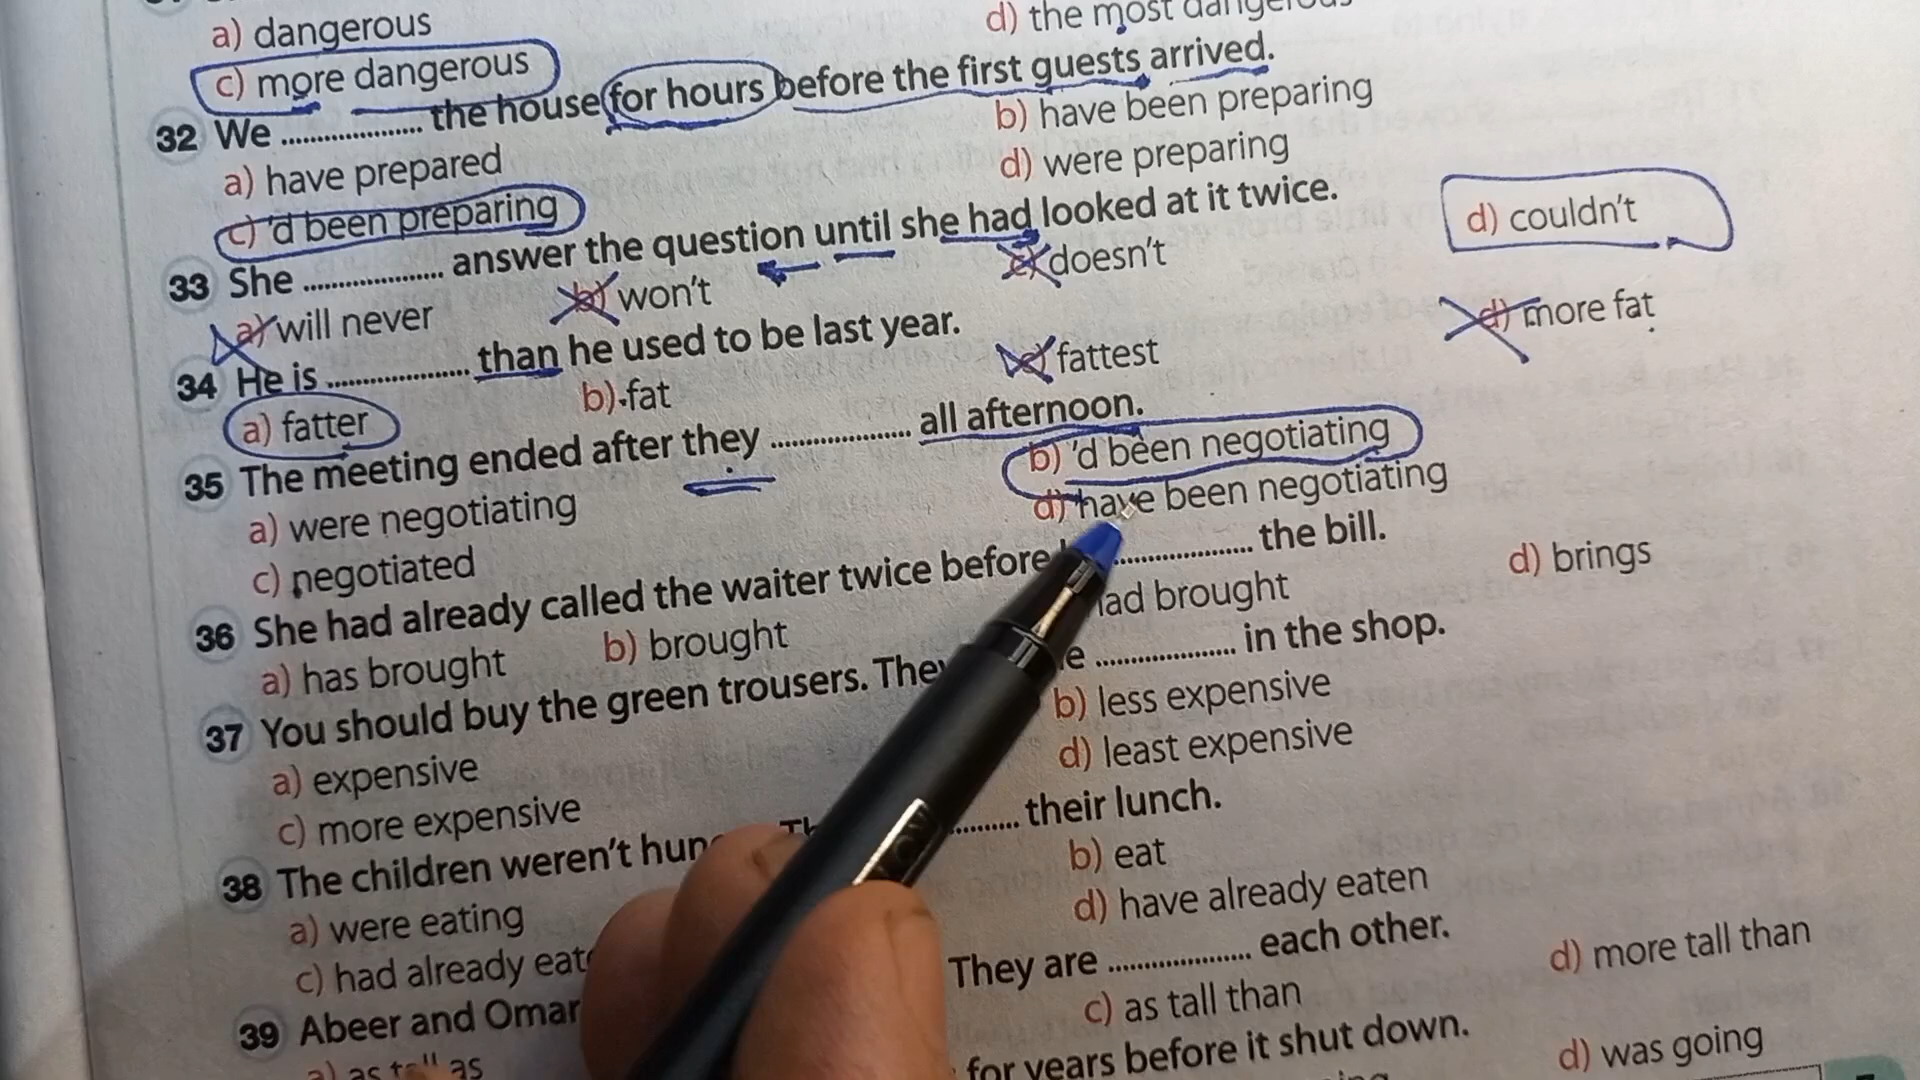 a) dangerous
d) the most dangerous
c) more dangerous
32 We .................... the house for hours before the first guests arrived.
a) have prepared
b) have been preparing
c) 'd been preparing
d) were preparing
33 She .................... answer the question until she had looked at it twice.
a) will never b) won't c) doesn't d) couldn't
34 He is .................... than he used to be last year.
a) fatter b) fat c) fattest d) more fat
35 The meeting ended after they .................... all afternoon.
a) were negotiating
b) 'd been negotiating
c) negotiated
d) have been negotiating
36 She had already called the waiter twice before .................... the bill.
a) has brought b) brought had brought d) brings
37 You should buy the green trousers. .................... in the shop.
a) expensive
b) less expensive
c) more expensive
d) least expensive
38 The children weren't .................... their lunch.
a) were eating
b) eat
c) had already
d) have already eaten
39 Abeer and Omar They are .................... each other.
a) as tall as c) as tall than d) more tall than
for years before it shut down.
d) was going